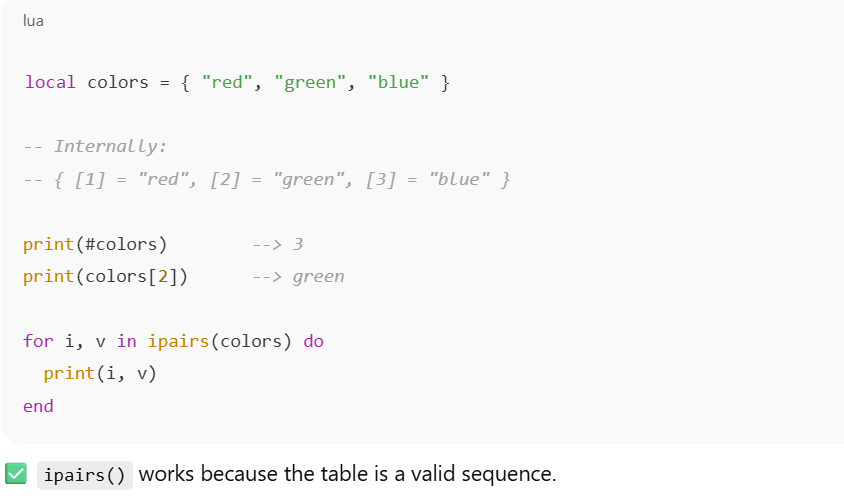 lua
local colors = { "red", "green", "blue" }
-- Internally:
-- { [1] = "red", [2] = "green", [3] = "blue" }
print(#colors)        --> 3
print(colors[2])      --> green
for i, v in ipairs(colors) do
  print(i, v)
end
✅ ipairs() works because the table is a valid sequence.